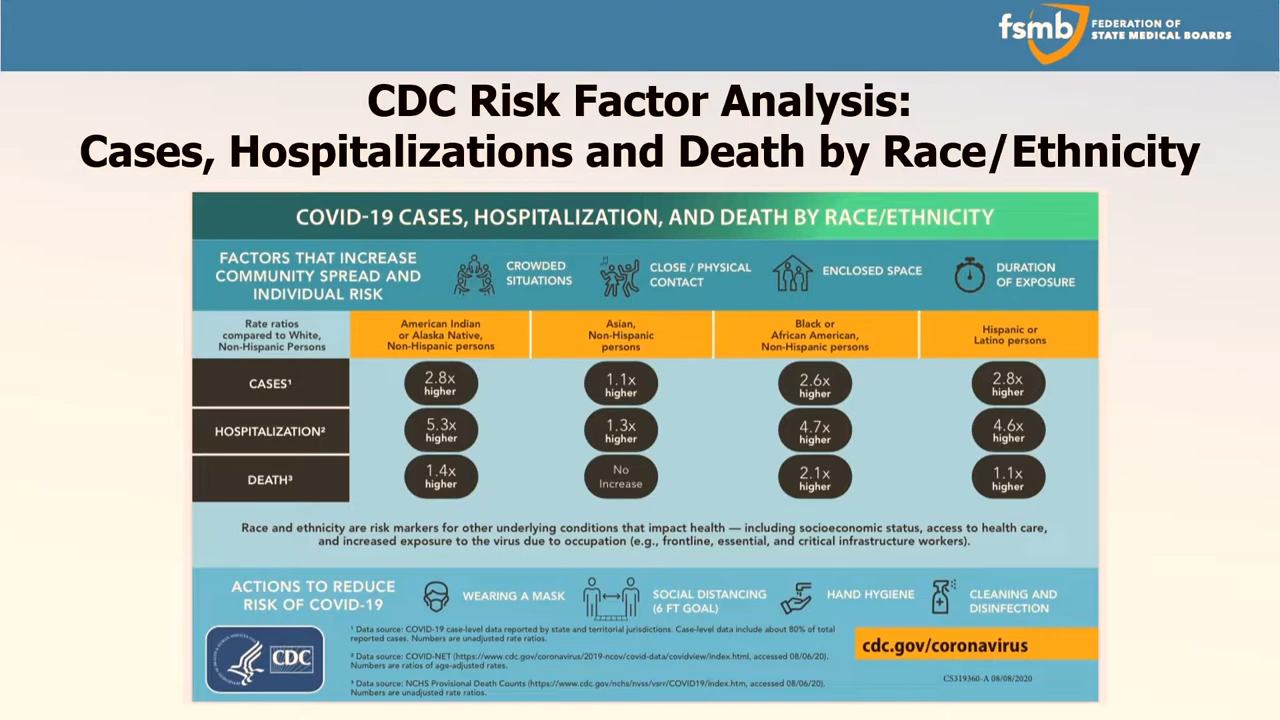 fsmb
FEDERATION OF
STATE MEDICAL BOARDS
CDC Risk Factor Analysis:
Cases, Hospitalizations and Death by Race/Ethnicity
COVID-19 CASES, HOSPITALIZATION, AND DEATH BY RACE/ETHNICITY
FACTORS THAT INCREASE
COMMUNITY SPREAD AND
INDIVIDUAL RISK
CROWDED
SITUATIONS
CLOSE / PHYSICAL
CONTACT
ENCLOSED SPACE
DURATION
OF EXPOSURE
Rate ratios
compared to White,
Non-Hispanic Persons
American Indian
or Alaska Native,
Non-Hispanic persons
Asian,
Non-Hispanic
persons
Black or
African American,
Non-Hispanic persons
Hispanic or
Latino persons
CASES¹
2.8x
higher
1.1x
higher
2.6x
higher
2.8x
higher
HOSPITALIZATION²
5.3x
higher
1.3x
higher
4.7x
higher
4.6x
higher
DEATH³
1.4x
higher
No
Increase
2.1x
higher
1.1x
higher
Race and ethnicity are risk markers for other underlying conditions that impact health — including socioeconomic status, access to health care,
and increased exposure to the virus due to occupation (e.g., frontline, essential, and critical infrastructure workers).
ACTIONS TO REDUCE
RISK OF COVID-19
WEARING A MASK
SOCIAL DISTANCING
(6 FT GOAL)
HAND HYGIENE
CLEANING AND
DISINFECTION
CDC
¹ Data source: COVID-19 case-level data reported by state and territorial jurisdictions. Case-level data include about 80% of total
reported cases. Numbers are unadjusted rate ratios.
² Data source: COVID-NET (https://www.cdc.gov/coronavirus/2019-ncov/covid-data/covidview/index.html, accessed 08/06/20).
Numbers are ratios of age-adjusted rates.
³ Data source: NCHS Provisional Death Counts (https://www.cdc.gov/nchs/nvss/vsrr/COVID19/index.htm, accessed 08/06/20).
Numbers are unadjusted rate ratios.
cdc.gov/coronavirus
CS319360-A 08/08/2020